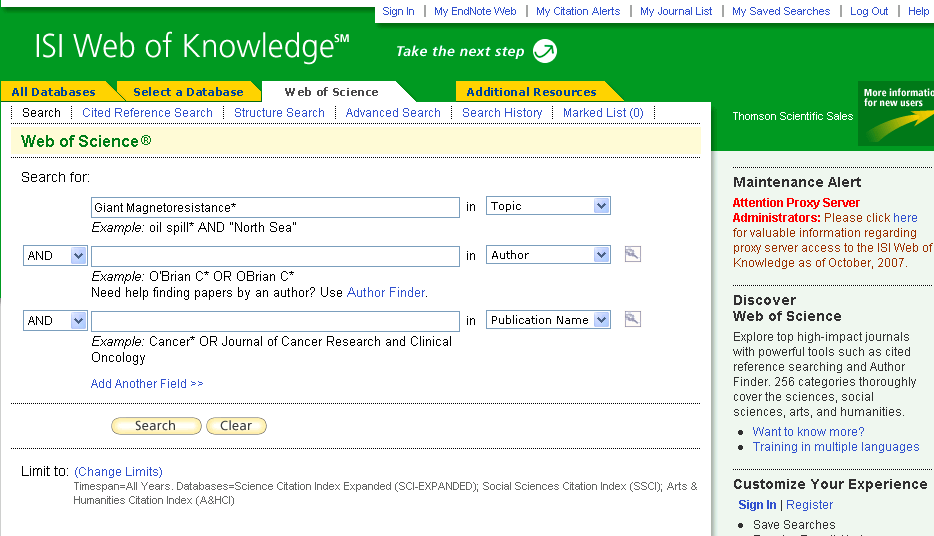 Sign In | My EndNote Web | My Citation Alerts | My Journal List | My Saved Searches | Log Out | Help
ISI Web of Knowledge℠
Take the next step
All Databases
Select a Database
Web of Science
Additional Resources
Search
Cited Reference Search
Structure Search
Advanced Search
Search History
Marked List (0)
Web of Science®
Search for:
Giant Magnetoresistance* in Topic
Example: oil spill* AND "North Sea"
AND in Author
Example: O'Brian C* OR OBrian C*
Need help finding papers by an author? Use Author Finder.
AND in Publication Name
Example: Cancer* OR Journal of Cancer Research and Clinical
Oncology
Add Another Field >>
Search Clear
Limit to: (Change Limits)
Timespan=All Years. Databases=Science Citation Index Expanded (SCI-EXPANDED); Social Sciences Citation Index (SSCI); Arts &
Humanities Citation Index (A&HCI)
Thomson Scientific Sales
More
for new users
Maintenance Alert
Attention Proxy Server
Administrators: Please click here
for valuable information regarding
proxy server access to the ISI Web of
Knowledge as of October, 2007.
Discover
Web of Science
Explore top high-impact journals
with powerful tools such as cited
reference searching and Author
Finder. 256 categories thoroughly
cover the sciences, social
sciences, arts, and humanities.
• Want to know more?
• Training in multiple languages
Customize Your Experience
Sign In | Register
• Save Searches